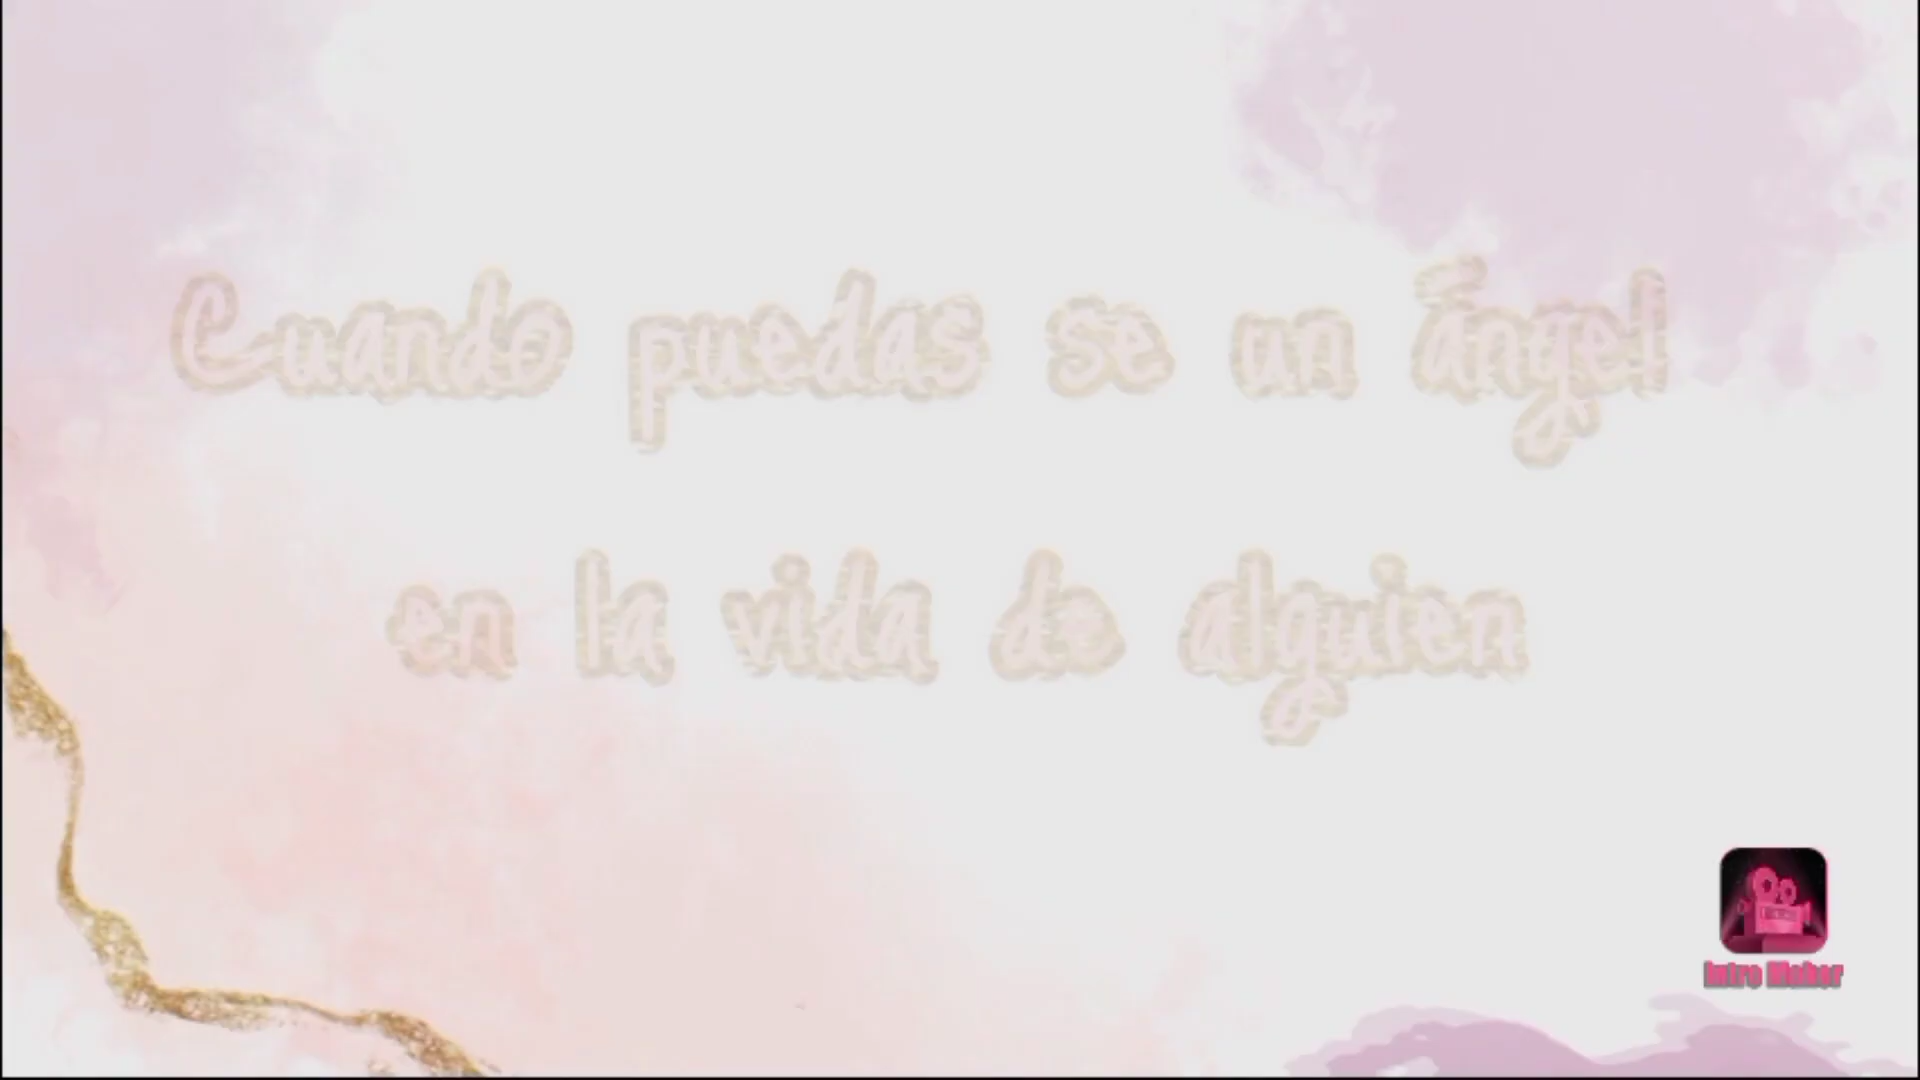 Cuando puedas se un ángel
en la vida de alguien
Intro Maker